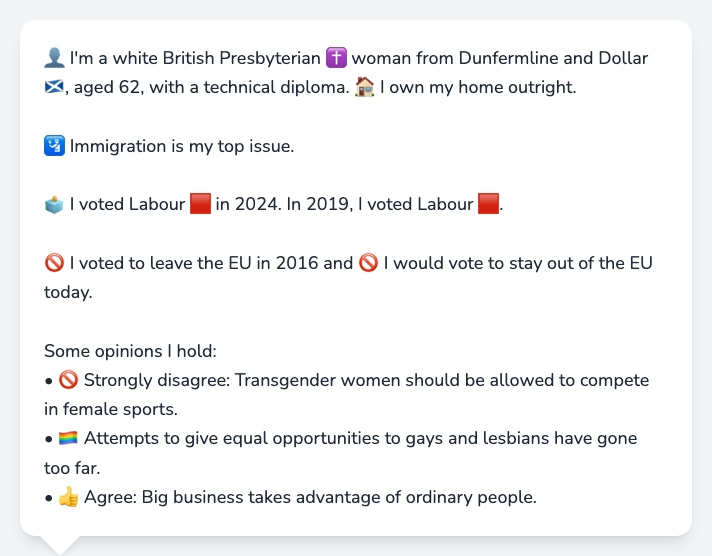 👤 I'm a white British Presbyterian ✝️ woman from Dunfermline and Dollar
🏴󠁧󠁢󠁳󠁣󠁴󠁿, aged 62, with a technical diploma. 🏠 I own my home outright.
🛂 Immigration is my top issue.
🗳️ I voted Labour 🟥 in 2024. In 2019, I voted Labour 🟥.
🚫 I voted to leave the EU in 2016 and 🚫 I would vote to stay out of the EU
today.
Some opinions I hold:
• 🚫 Strongly disagree: Transgender women should be allowed to compete
in female sports.
• 🏳️‍🌈 Attempts to give equal opportunities to gays and lesbians have gone
too far.
• 👍 Agree: Big business takes advantage of ordinary people.